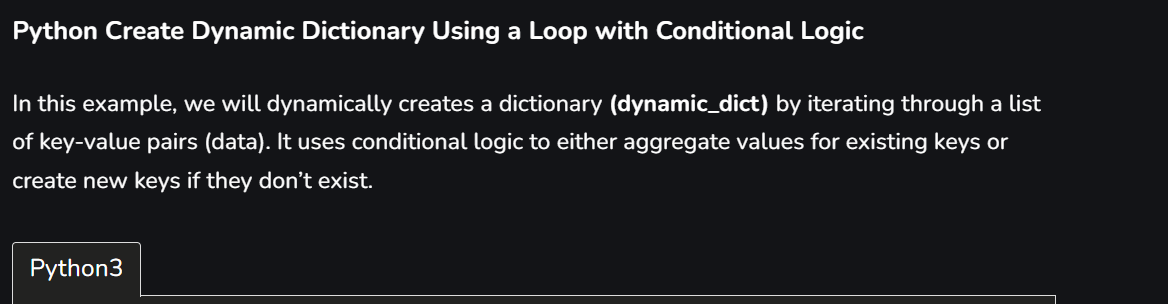 Python Create Dynamic Dictionary Using a Loop with Conditional Logic
In this example, we will dynamically creates a dictionary (dynamic_dict) by iterating through a list
of key-value pairs (data). It uses conditional logic to either aggregate values for existing keys or
create new keys if they don’t exist.
Python3